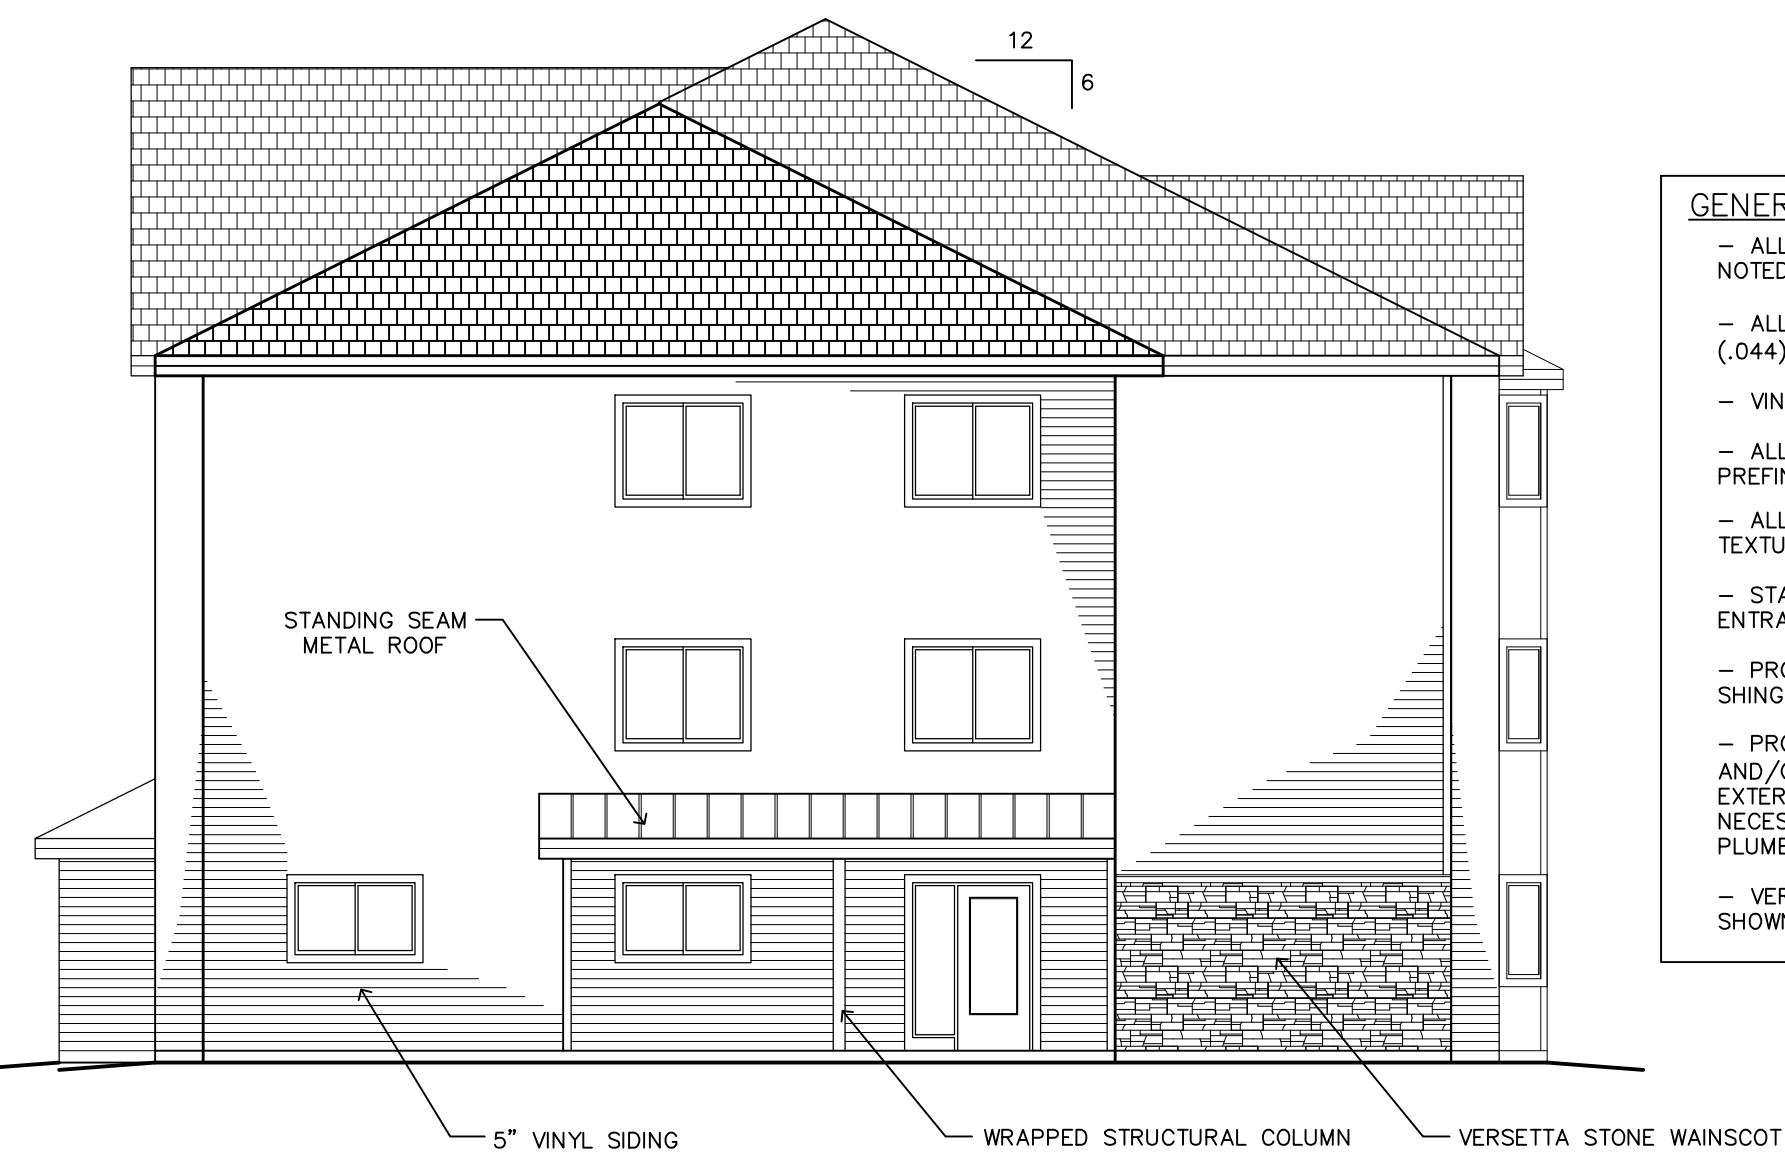 12
6
GENER
– ALL
NOTED
– ALL
(.044)
– VIN
– ALL
PREFIN
– ALL
TEXTU
– STA
ENTRA
– PRO
SHING
– PRO
AND/O
EXTER
NECES
PLUME
– VER
SHOWN
STANDING SEAM
METAL ROOF
5" VINYL SIDING
WRAPPED STRUCTURAL COLUMN
VERSETTA STONE WAINSCOT